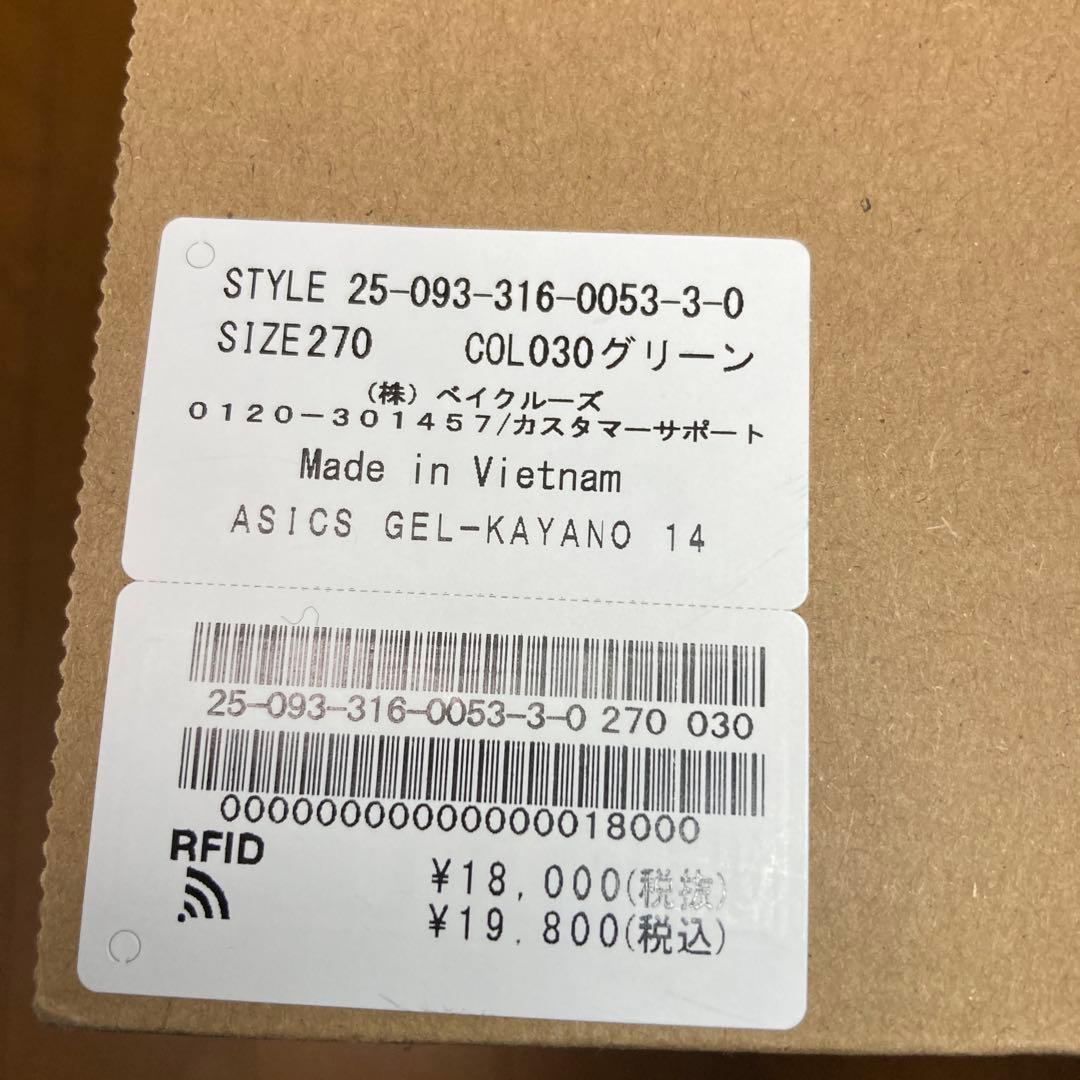 STYLE 25-093-316-0053-3-0
SIZE270 COL030グリーン
(株) ベイクルーズ
0120-301457/カスタマーサポート
Made in Vietnam
ASICS GEL-KAYANO 14
25-093-316-0053-3-0 270 030
000000000000000018000
RFID
¥18,000(税抜)
¥19,800(税込)